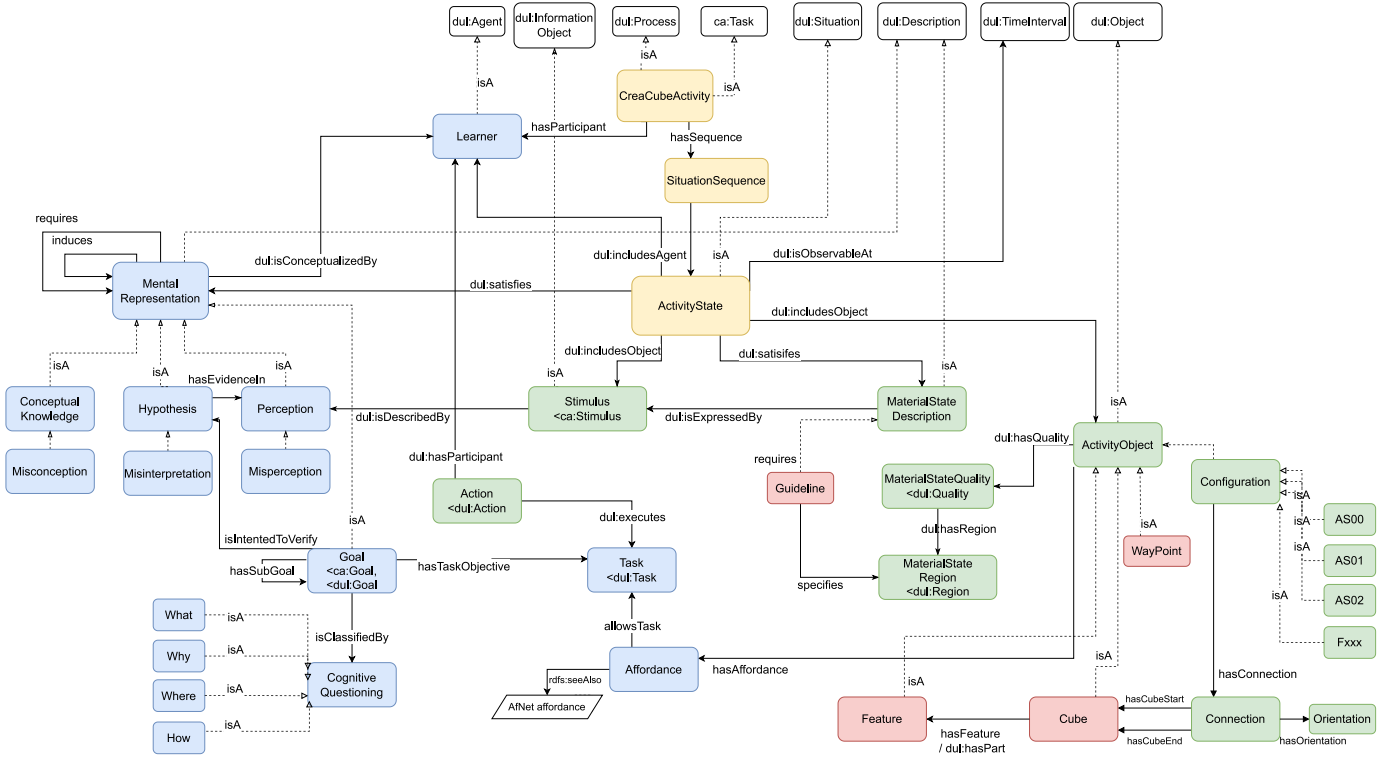 dul:Agent
dul:Information
Object
dul:Process
ca:Task
dul:Situation
dul:Description
dul:TimeInterval
dul:Object
isA
isA
isA
CreaCubeActivity
isA
Learner
hasParticipant
hasSequence
SituationSequence
requires
induces
dul:isConceptualizedBy
dul:includesAgent
isA
dul:isObservableAt
Mental
Representation
dul:satisfies
ActivityState
dul:includesObject
dul:includesObject
dul:satisifes
isA
isA
isA
isA
isA
hasEvidenceIn
Conceptual
Knowledge
Hypothesis
Perception
Stimulus
<ca:Stimulus
MaterialState
Description
dul:isDescribedBy
dul:isExpressedBy
isA
ActivityObject
dul:hasQuality
Misconception
Misinterpretation
Misperception
dul:hasParticipant
requires
Action
<dul:Action
Guideline
MaterialStateQuality
<dul:Quality
Configuration
isA
isA
isA
AS00
isA
isA
dul:executes
dul:hasRegion
isIntentedToVerify
WayPoint
AS01
hasSubGoal
Goal
<ca:Goal,
<dul:Goal
hasTaskObjective
Task
<dul:Task
specifies
MaterialState
Region
<dul:Region
AS02
isA
What
isA
isClassifiedBy
allowsTask
Fxxx
Why
isA
Where
isA
Cognitive
Questioning
Affordance
hasAffordance
isA
isA
hasConnection
rdfs:seeAlso
AfNet affordance
How
isA
Feature
hasFeature
/ dul:hasPart
Cube
hasCubeStart
hasCubeEnd
Connection
hasOrientation
Orientation